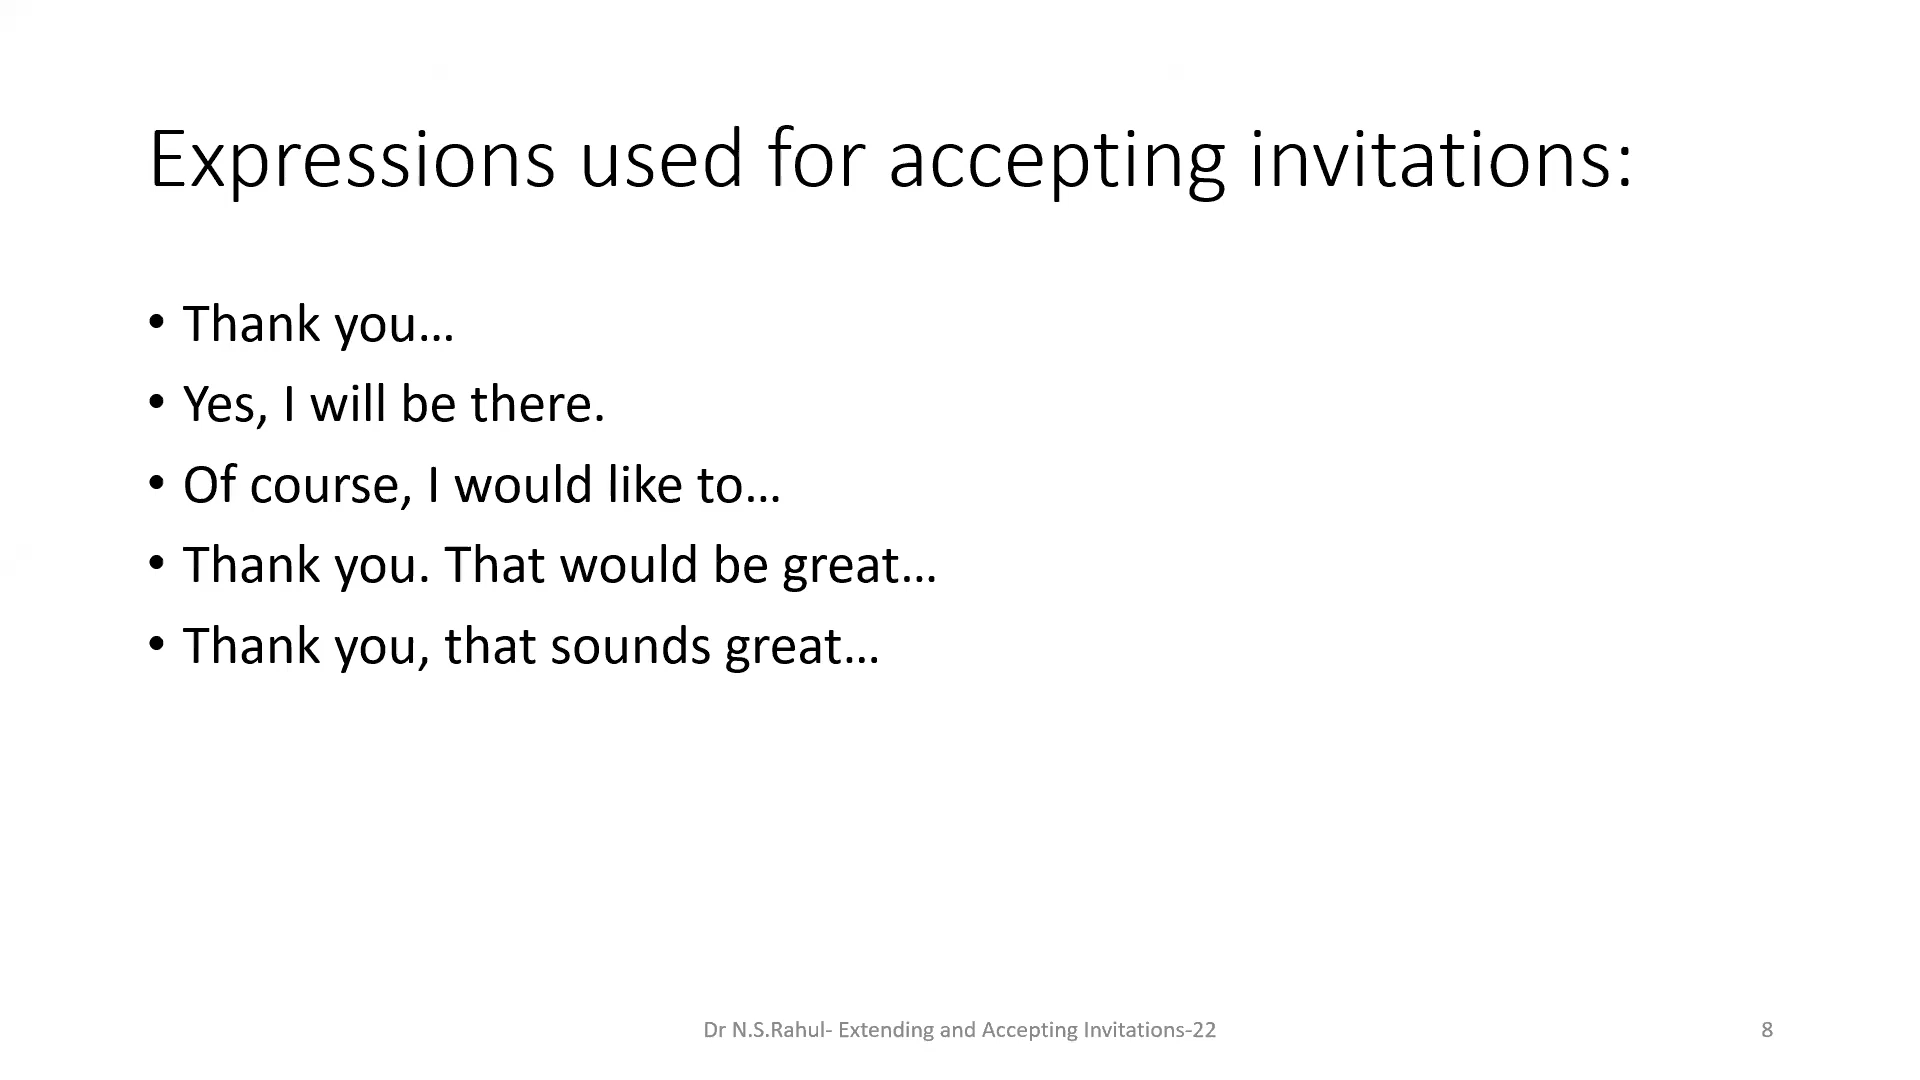 Expressions used for accepting invitations:
• Thank you…
• Yes, I will be there.
• Of course, I would like to…
• Thank you. That would be great…
• Thank you, that sounds great…
Dr N.S.Rahul- Extending and Accepting Invitations-22
8